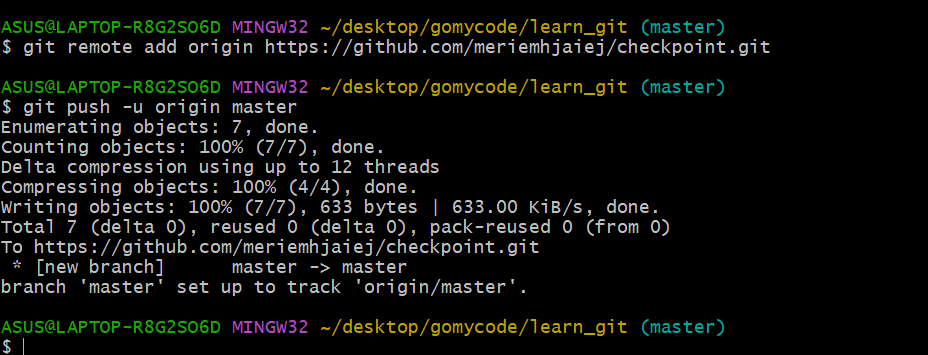 ASUS@LAPTOP-R8G2SO6D MINGW32 ~/desktop/gomycode/learn_git (master)
$ git remote add origin https://github.com/meriemhjaiej/checkpoint.git
ASUS@LAPTOP-R8G2SO6D MINGW32 ~/desktop/gomycode/learn_git (master)
$ git push -u origin master
Enumerating objects: 7, done.
Counting objects: 100% (7/7), done.
Delta compression using up to 12 threads
Compressing objects: 100% (4/4), done.
Writing objects: 100% (7/7), 633 bytes | 633.00 KiB/s, done.
Total 7 (delta 0), reused 0 (delta 0), pack-reused 0 (from 0)
To https://github.com/meriemhjaiej/checkpoint.git
 * [new branch]      master -> master
branch 'master' set up to track 'origin/master'.
ASUS@LAPTOP-R8G2SO6D MINGW32 ~/desktop/gomycode/learn_git (master)
$